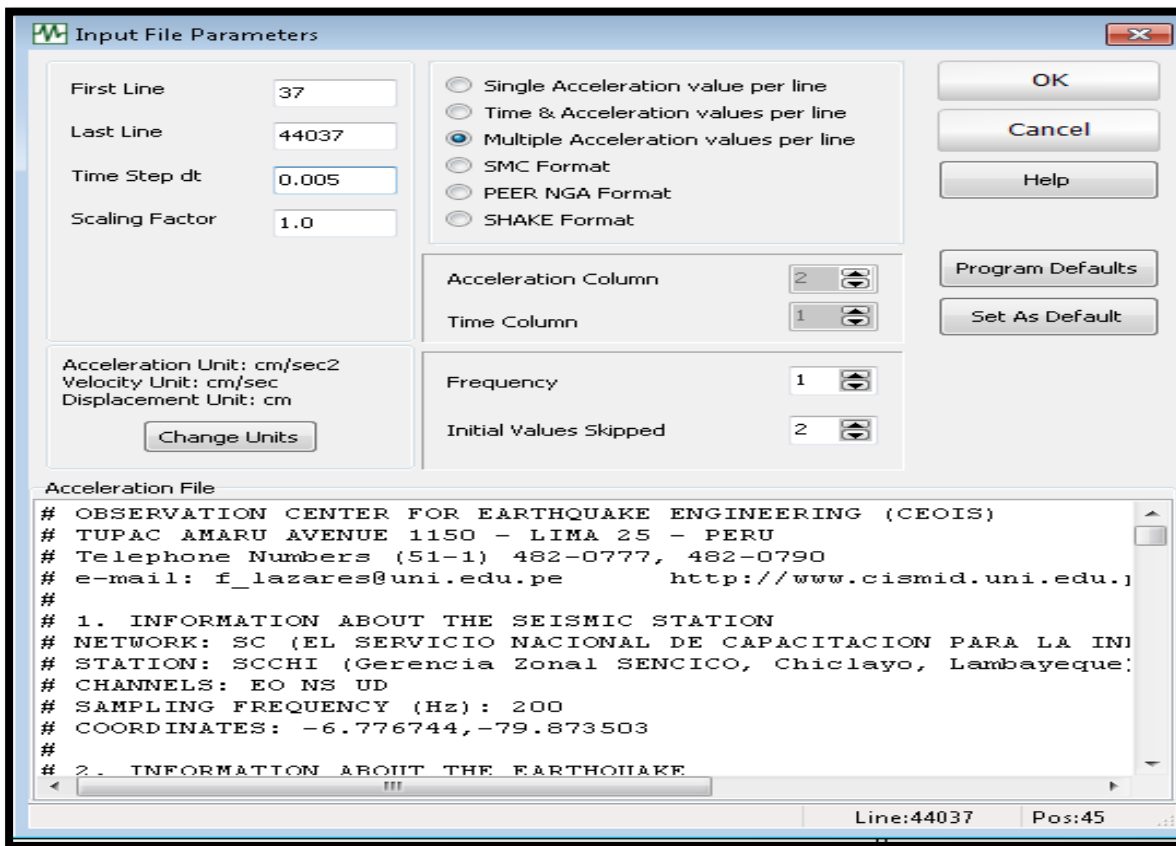 Input File Parameters
First Line 37
Last Line 44037
Time Step dt 0.005
Scaling Factor 1.0
Single Acceleration value per line
Time & Acceleration values per line
Multiple Acceleration values per line
SMC Format
PEER NGA Format
SHAKE Format
OK
Cancel
Help
Acceleration Column 2
Time Column 1
Program Defaults
Set As Default
Acceleration Unit: cm/sec2
Velocity Unit: cm/sec
Displacement Unit: cm
Change Units
Frequency 1
Initial Values Skipped 2
Acceleration File
# OBSERVATION CENTER FOR EARTHQUAKE ENGINEERING (CEOIS)
# TUPAC AMARU AVENUE 1150 - LIMA 25 - PERU
# Telephone Numbers (51-1) 482-0777, 482-0790
# e-mail: f_lazares@uni.edu.pe http://www.cismid.uni.edu.p
#
# 1. INFORMATION ABOUT THE SEISMIC STATION
# NETWORK: SC (EL SERVICIO NACIONAL DE CAPACITACION PARA LA IN
# STATION: SCCHI (Gerencia Zonal SENCICO, Chiclayo, Lambayeque)
# CHANNELS: EO NS UD
# SAMPLING FREQUENCY (Hz): 200
# COORDINATES: -6.776744,-79.873503
#
# 2. INFORMATION ABOUT THE EARTHQUAKE
Line:44037 Pos:45